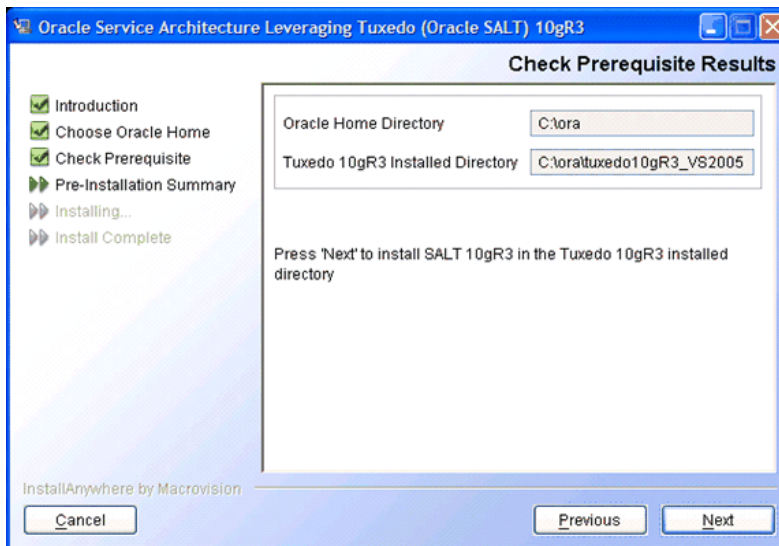 Oracle Service Architecture Leveraging Tuxedo (Oracle SALT) 10gR3
Check Prerequisite Results
Introduction
Choose Oracle Home
Check Prerequisite
Pre-Installation Summary
Installing...
Install Complete
Oracle Home Directory C:\ora
Tuxedo 10gR3 Installed Directory C:\ora\tuxedo10gR3_VS2005
Press 'Next' to install SALT 10gR3 in the Tuxedo 10gR3 installed
directory
InstallAnywhere by Macrovision
Cancel Previous Next